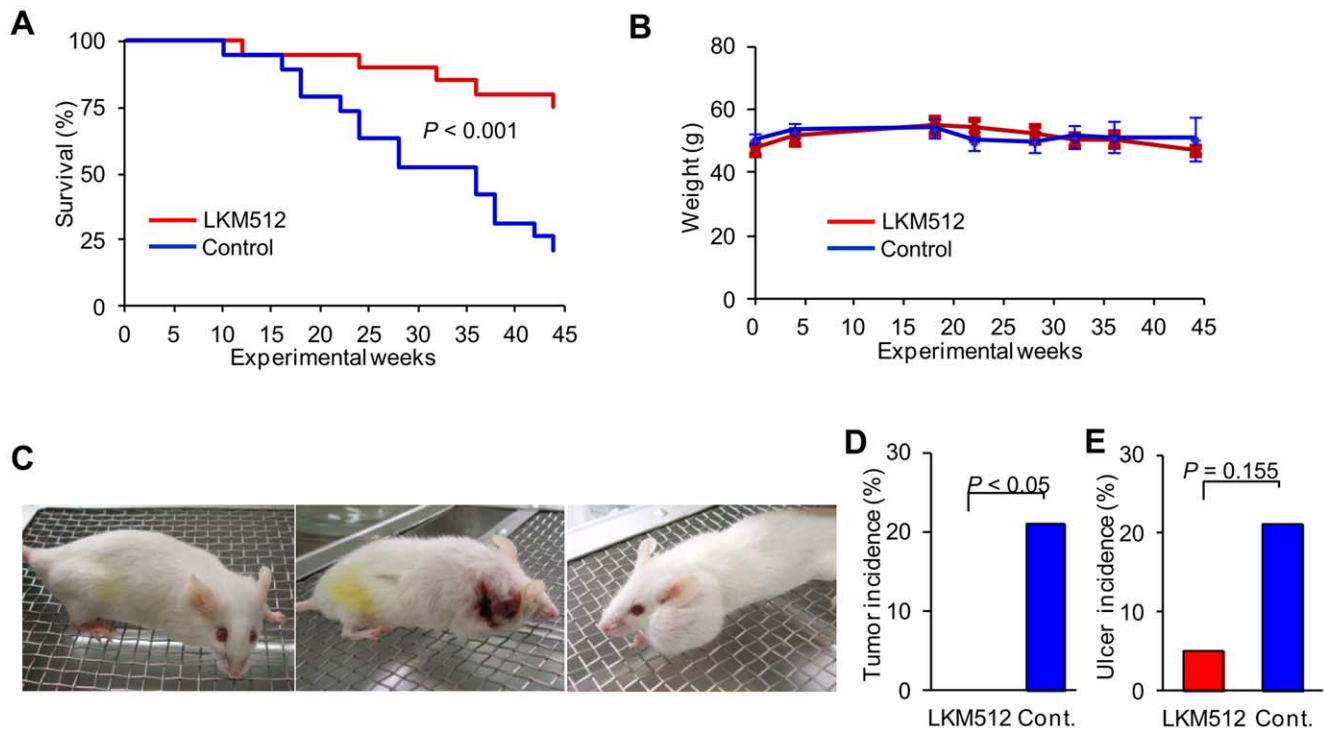 A
Survival (%)
100
75
50
25
0
P < 0.001
LKM512
Control
0 5 10 15 20 25 30 35 40 45
Experimental weeks
B
Weight (g)
80
60
40
20
0
LKM512
Control
0 5 10 15 20 25 30 35 40 45
Experimental weeks
C
D
Tumor incidence (%)
30
20
10
0
P < 0.05
LKM512 Cont.
E
Ulcer incidence (%)
30
20
10
0
P = 0.155
LKM512 Cont.